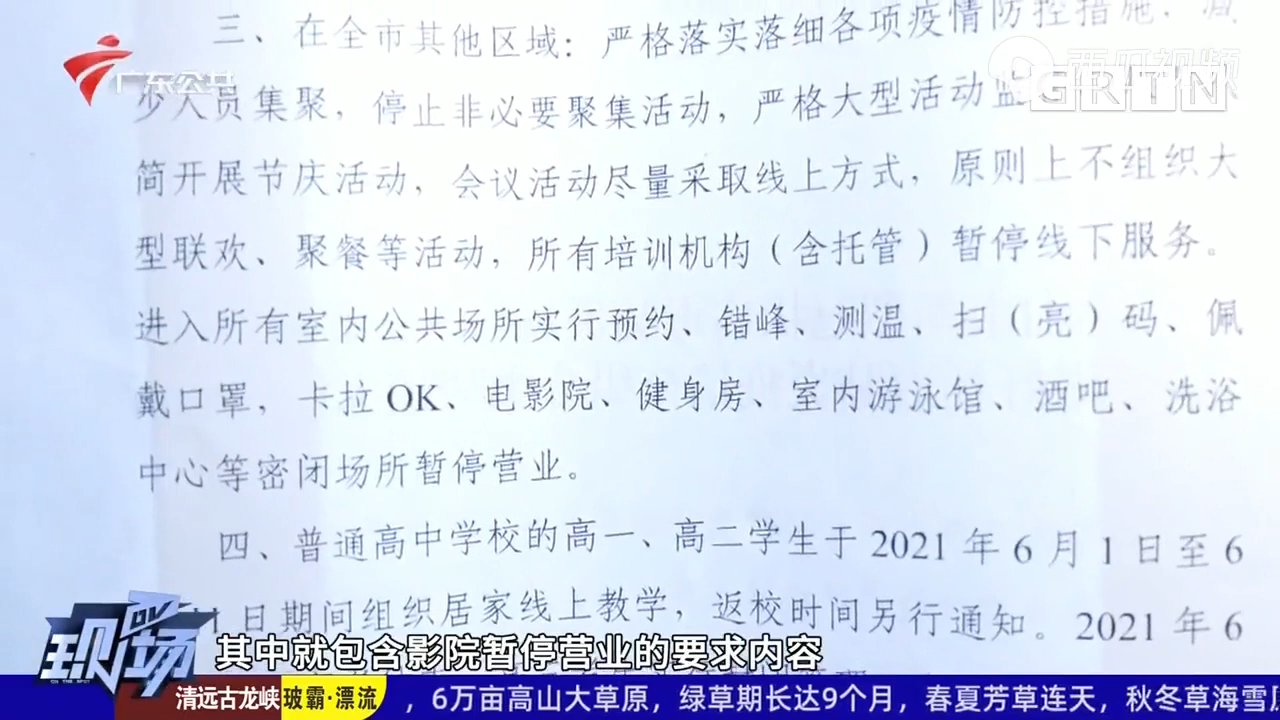 三、在全市其他区域：严格落实落细各项疫情防控措施，减
少人员集聚，停止非必要聚集活动，严格大型活动监
简开展节庆活动，会议活动尽量采取线上方式，原则上不组织大
型联欢、聚餐等活动，所有培训机构（含托管）暂停线下服务。
进入所有室内公共场所实行预约、错峰、测温、扫（亮）码、佩
戴口罩，卡拉OK、电影院、健身房、室内游泳馆、酒吧、洗浴
中心等密闭场所暂停营业。
四、普通高中学校的高一、高二学生于2021年6月1日至6
1日期间组织居家线上教学，返校时间另行通知。2021年6
广东公共
荔枝视频
GRTN
DV现场
其中就包含影院暂停营业的要求内容
清远古龙峡 玻霸·漂流 ，6万亩高山大草原，绿草期长达9个月，春夏芳草连天，秋冬草海雪